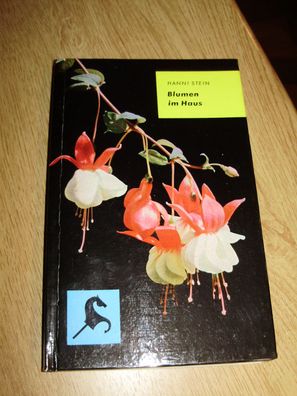 HANNI STEIN
Blumen
im Haus